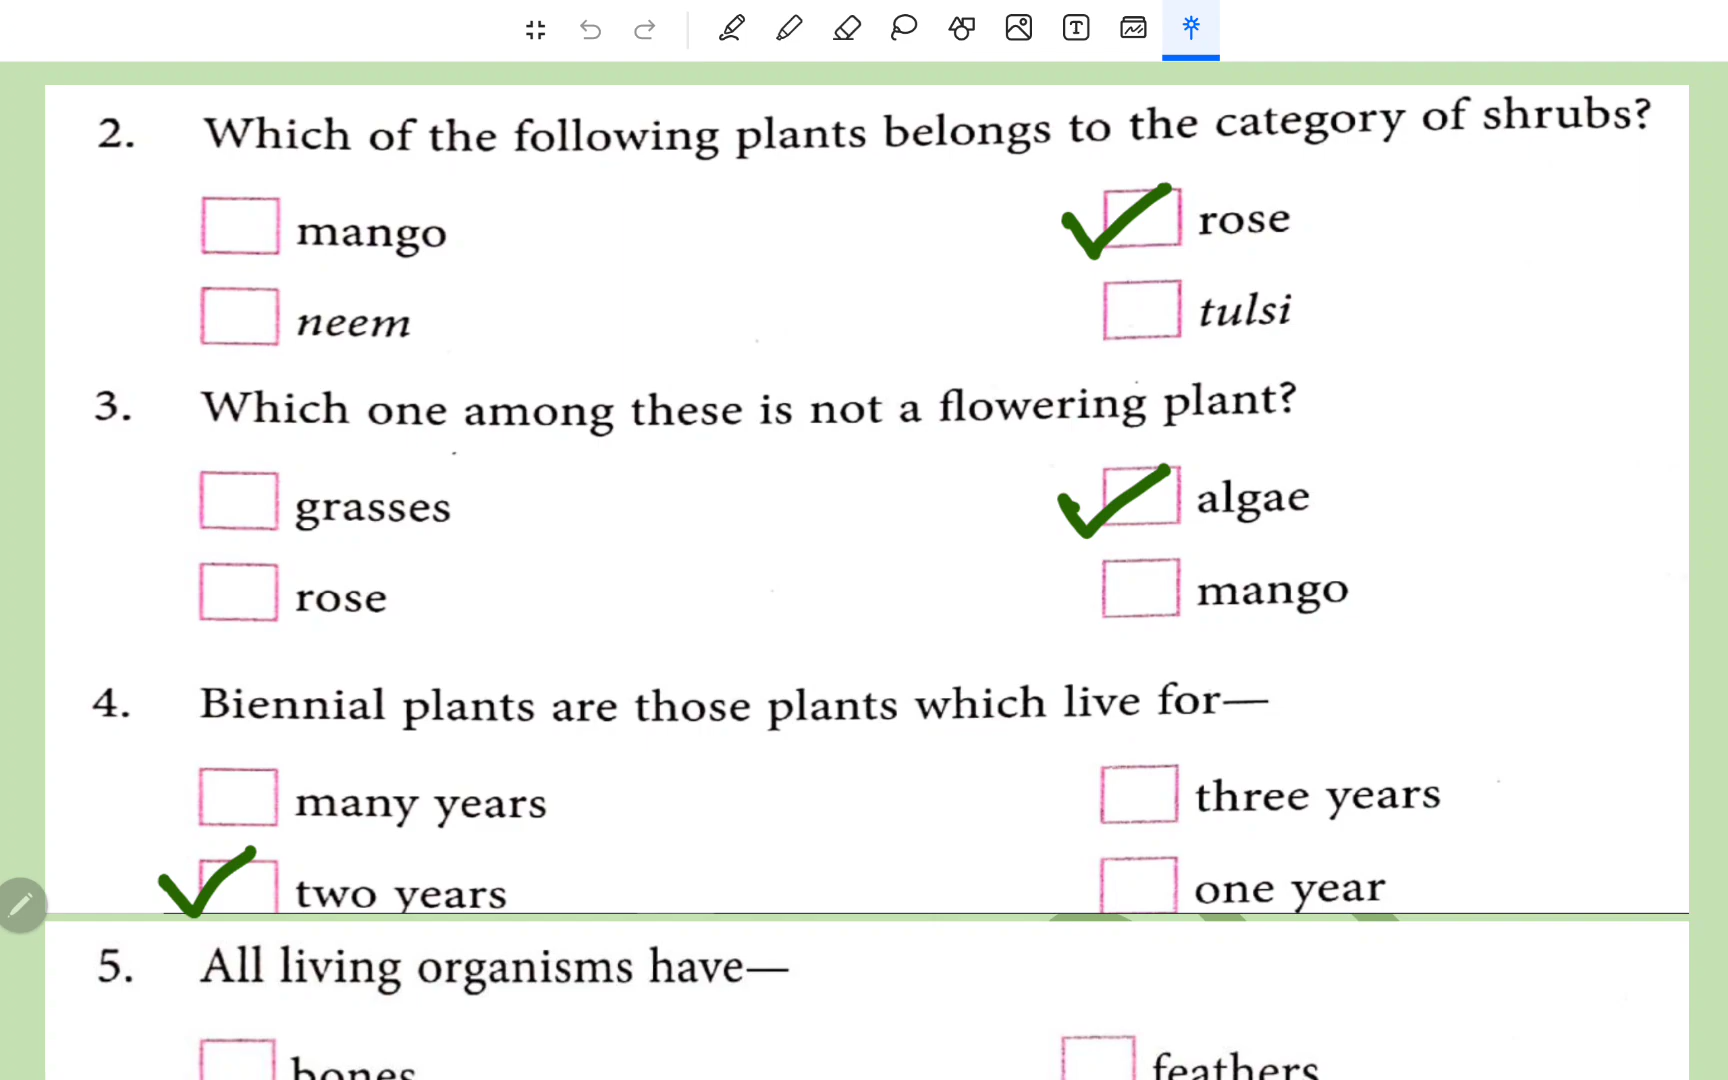 2. Which of the following plants belongs to the category of shrubs?
mango rose
neem tulsi
3. Which one among these is not a flowering plant?
grasses algae
rose mango
4. Biennial plants are those plants which live for—
many years three years
two years one year
5. All living organisms have—
bones feathers